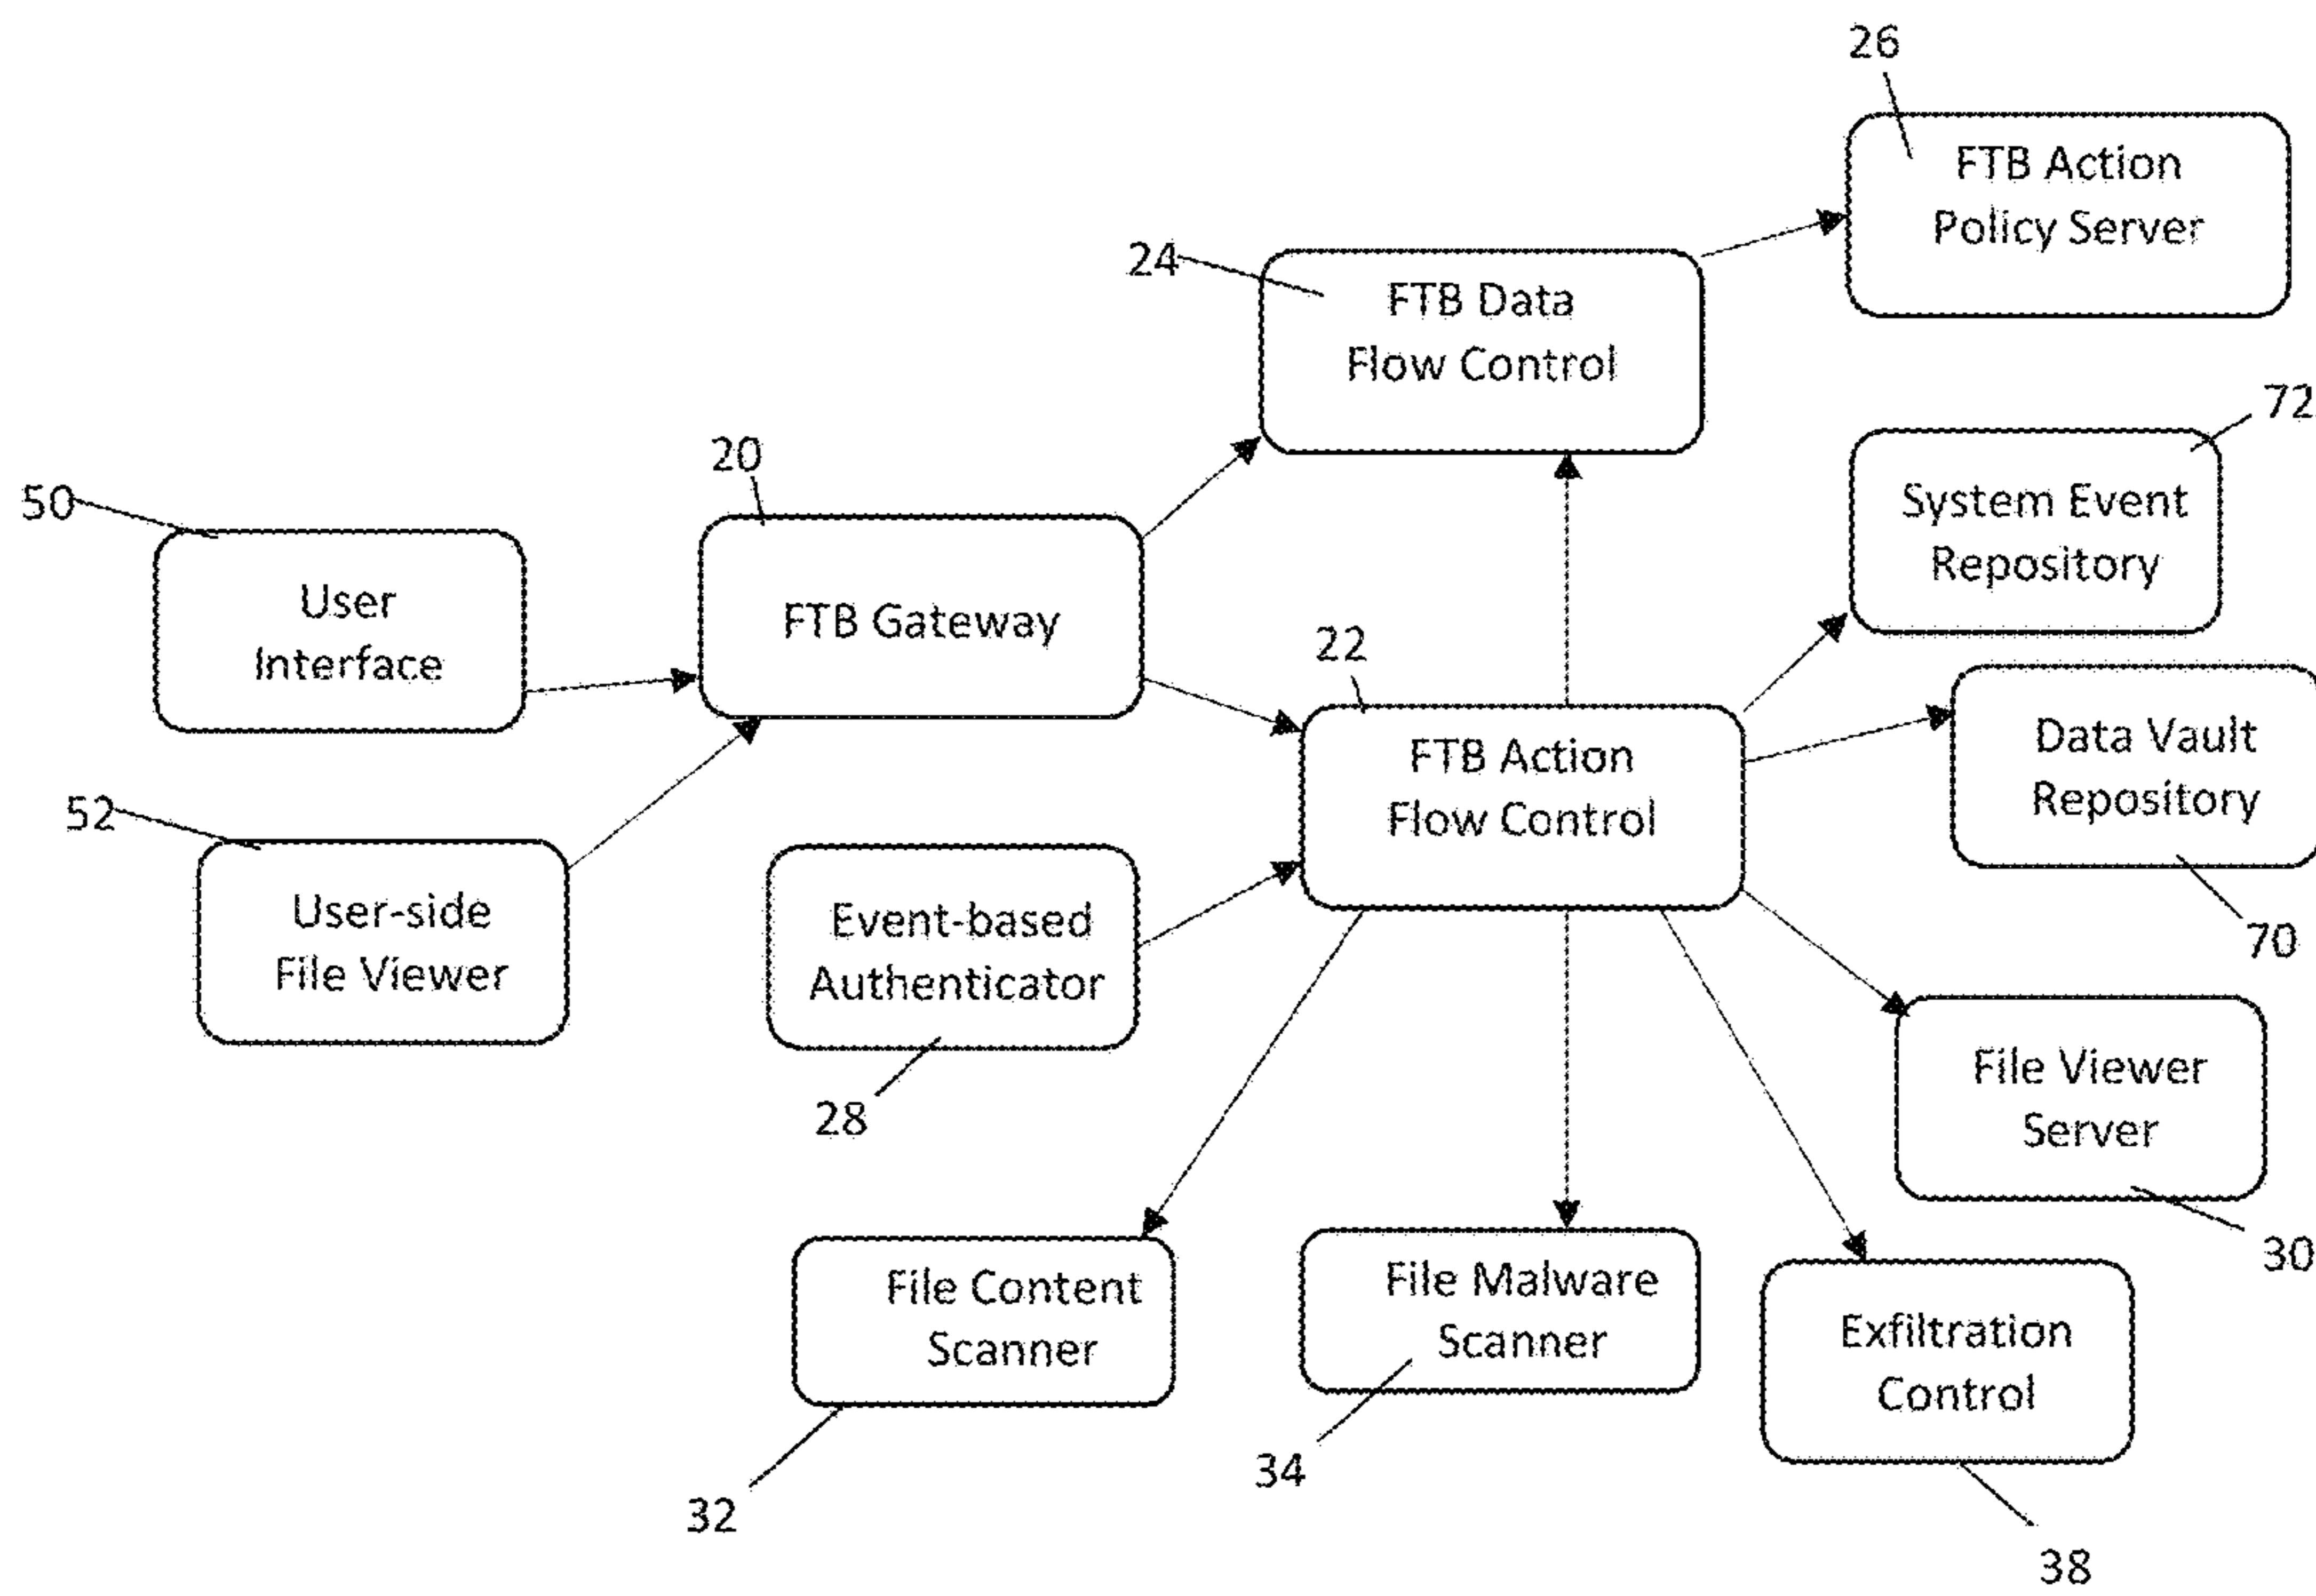 26
FTB Action
Policy Server
24
FTB Data
Flow Control
72
System Event
Repository
20
FTB Gateway
50
User
Interface
22
FTB Action
Flow Control
Data Vault
Repository
70
52
User-side
File Viewer
Event-based
Authenticator
28
File Viewer
Server
30
File Content
Scanner
32
File Malware
Scanner
34
Exfiltration
Control
38